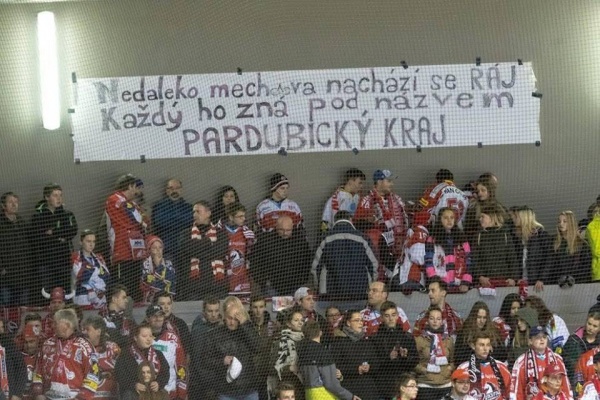 Nedaleko mechova nachází se RÁJ
Každý ho zná pod názvem
PARDUBICKÝ KRAJ